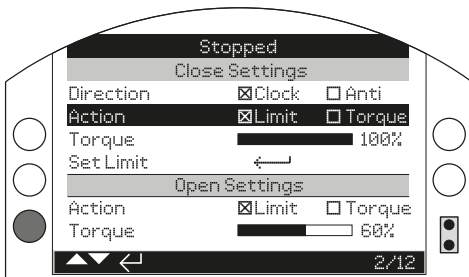 Stopped
Close Settings
Direction ☒Clock ☐Anti
Action ☒Limit ☐Torque
Torque 100%
Set Limit
Open Settings
Action ☒Limit ☐Torque
Torque 60%
2/12